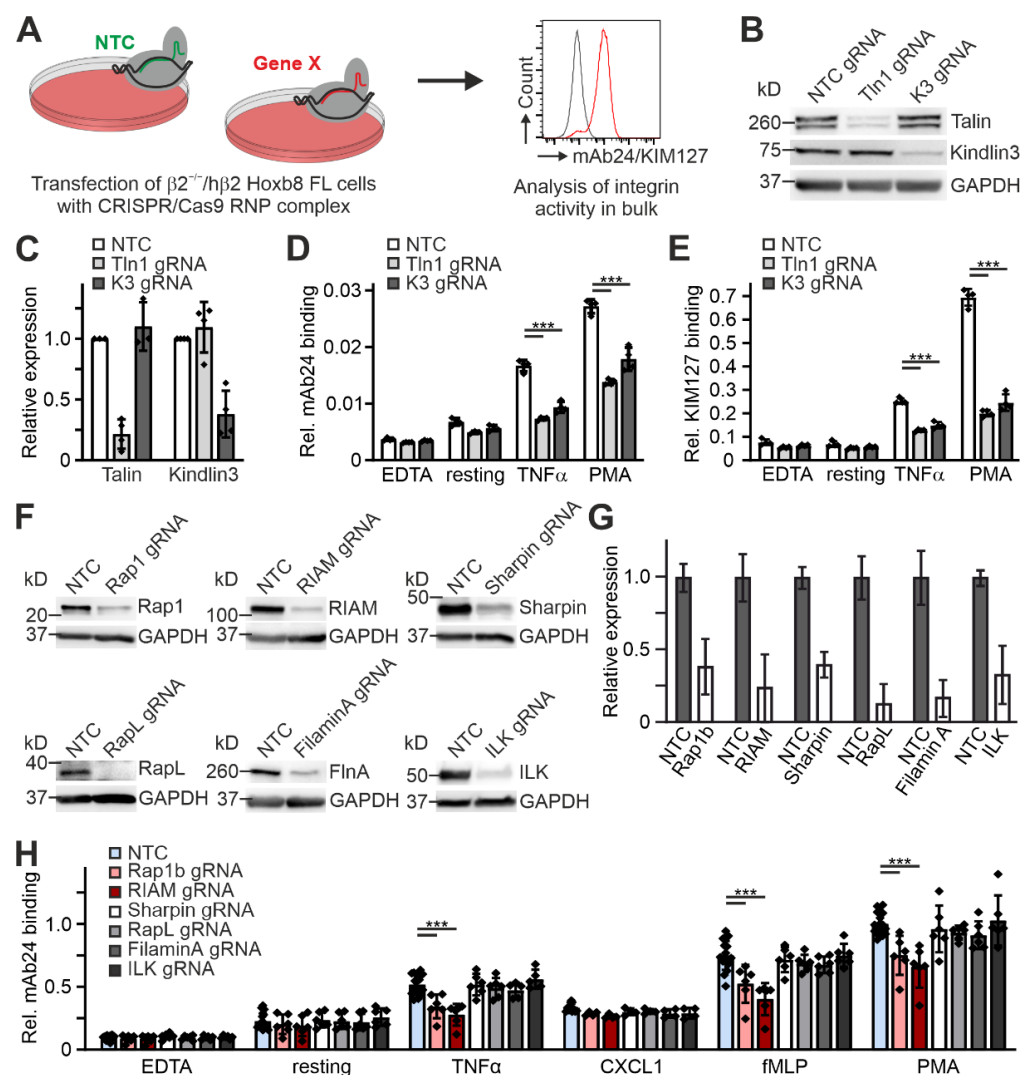 A
NTC
Gene X
Transfection of β2⁻/⁻/hβ2 Hoxb8 FL cells
with CRISPR/Cas9 RNP complex
Count
mAb24/KIM127
Analysis of integrin
activity in bulk
B
NTC gRNA
Tln1 gRNA
K3 gRNA
kD
260
Talin
75
Kindlin3
37
GAPDH
C
NTC
Tln1 gRNA
K3 gRNA
Relative expression
1.0
0.5
0
Talin
Kindlin3
D
NTC
Tln1 gRNA
K3 gRNA
Rel. mAb24 binding
0.03
0.02
0.01
0
***
***
EDTA
resting
TNFα
PMA
E
NTC
Tln1 gRNA
K3 gRNA
Rel. KIM127 binding
0.7
0.6
0.5
0.4
0.3
0.2
0.1
0
***
***
EDTA
resting
TNFα
PMA
F
kD
NTC
Rap1 gRNA
20
Rap1
37
GAPDH
kD
NTC
RIAM gRNA
100
RIAM
37
GAPDH
kD
NTC
Sharpin gRNA
50
Sharpin
37
GAPDH
kD
NTC
RapL gRNA
40
RapL
37
GAPDH
kD
NTC
FilaminA gRNA
260
FlnA
37
GAPDH
kD
NTC
ILK gRNA
50
ILK
37
GAPDH
G
Relative expression
1.0
0.5
0
NTC
Rap1b
NTC
RIAM
NTC
Sharpin
NTC
RapL
NTC
Filamin A
NTC
ILK
H
NTC
Rap1b gRNA
RIAM gRNA
Sharpin gRNA
RapL gRNA
FilaminA gRNA
ILK gRNA
Rel. mAb24 binding
1.0
0.5
0
***
***
***
EDTA
resting
TNFα
CXCL1
fMLP
PMA